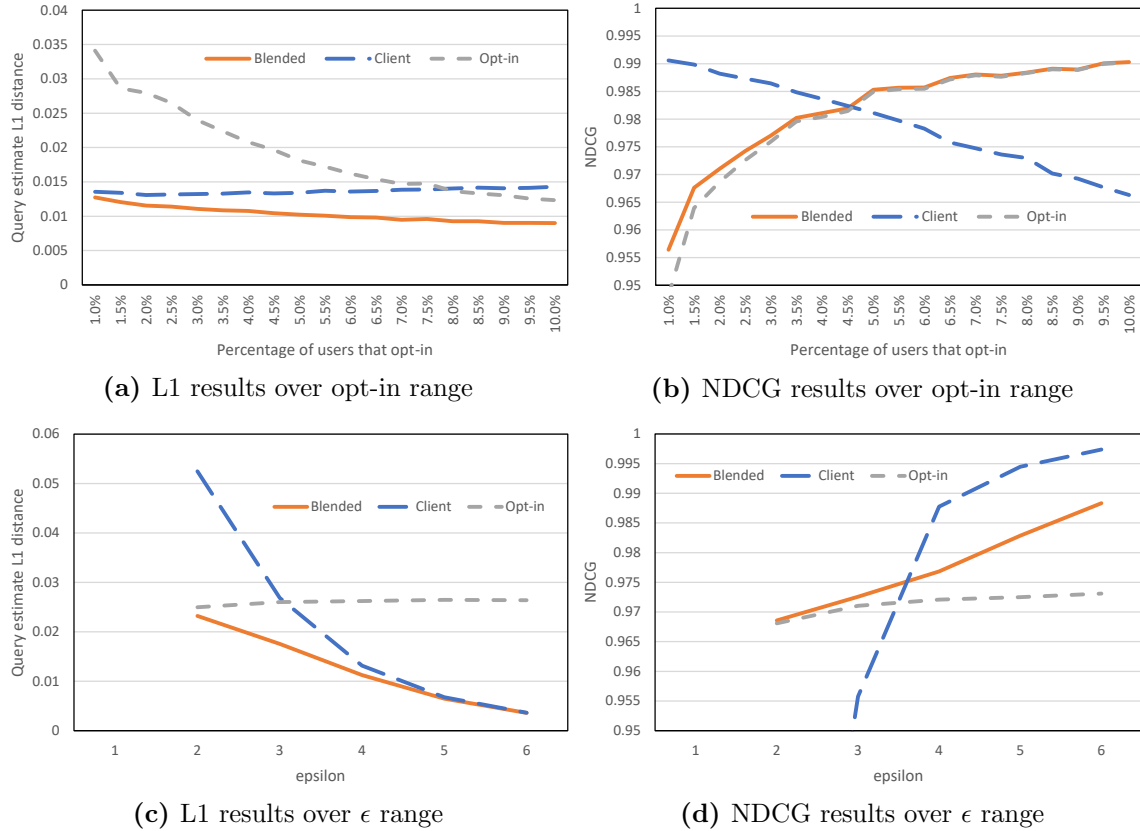 0.04
0.035
0.03
0.025
0.02
0.015
0.01
0.005
0
Query estimate L1 distance
Blended Client Opt-in
1.0% 1.5% 2.0% 2.5% 3.0% 3.5% 4.0% 4.5% 5.0% 5.5% 6.0% 6.5% 7.0% 7.5% 8.0% 8.5% 9.0% 9.5% 10.0%
Percentage of users that opt-in
(a) L1 results over opt-in range
1
0.995
0.99
0.985
0.98
0.975
0.97
0.965
0.96
0.955
0.95
NDCG
Blended Client Opt-in
1.0% 1.5% 2.0% 2.5% 3.0% 3.5% 4.0% 4.5% 5.0% 5.5% 6.0% 6.5% 7.0% 7.5% 8.0% 8.5% 9.0% 9.5% 10.0%
Percentage of users that opt-in
(b) NDCG results over opt-in range
0.06
0.05
0.04
0.03
0.02
0.01
0
Query estimate L1 distance
Blended Client Opt-in
1 2 3 4 5 6
epsilon
(c) L1 results over ϵ range
1
0.995
0.99
0.985
0.98
0.975
0.97
0.965
0.96
0.955
0.95
NDCG
Blended Client Opt-in
1 2 3 4 5 6
epsilon
(d) NDCG results over ϵ range